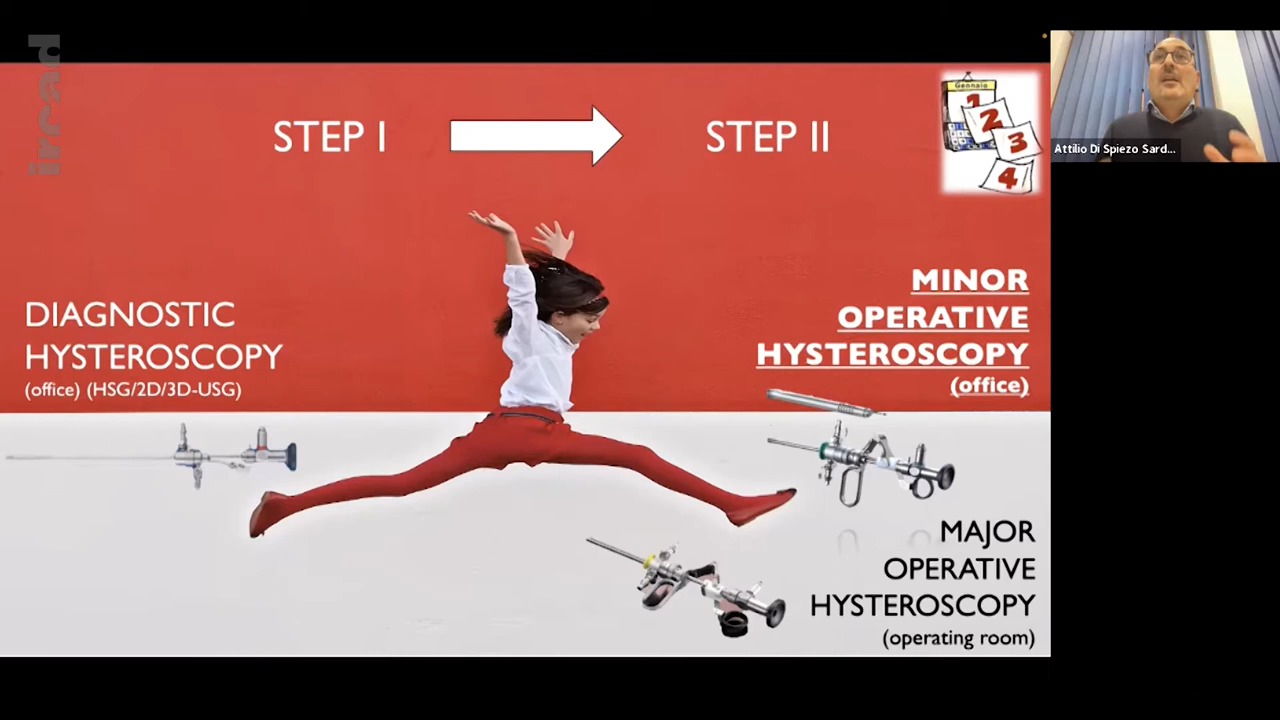 ircad
STEP I
STEP II
Gennaio
1
2
3
4
Attilio Di Spiezo Sard...
DIAGNOSTIC
HYSTEROSCOPY
(office) (HSG/2D/3D-USG)
MINOR
OPERATIVE
HYSTEROSCOPY
(office)
MAJOR
OPERATIVE
HYSTEROSCOPY
(operating room)